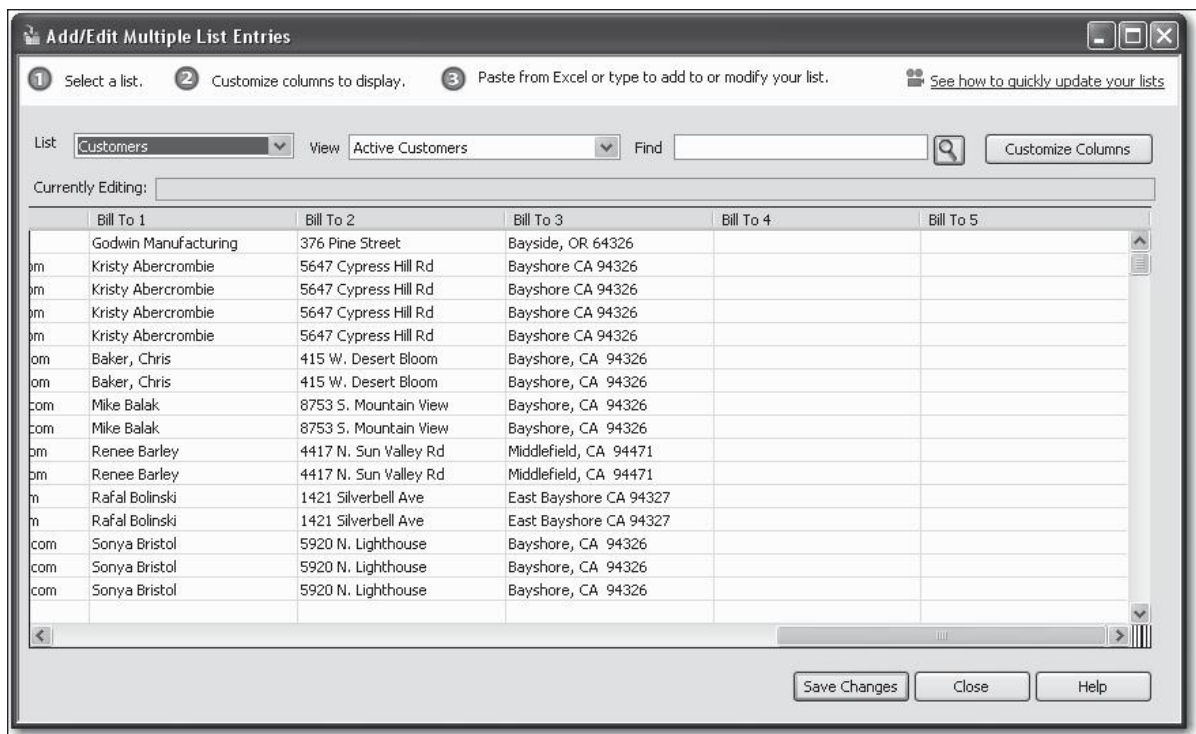 Add/Edit Multiple List Entries
1 Select a list. 2 Customize columns to display. 3 Paste from Excel or type to add to or modify your list. See how to quickly update your lists
List Customers View Active Customers Find Customize Columns
Currently Editing:
Bill To 1 Bill To 2 Bill To 3 Bill To 4 Bill To 5
Godwin Manufacturing 376 Pine Street Bayside, OR 64326
om Kristy Abercrombie 5647 Cypress Hill Rd Bayshore CA 94326
om Kristy Abercrombie 5647 Cypress Hill Rd Bayshore CA 94326
om Kristy Abercrombie 5647 Cypress Hill Rd Bayshore CA 94326
om Kristy Abercrombie 5647 Cypress Hill Rd Bayshore CA 94326
om Baker, Chris 415 W. Desert Bloom Bayshore, CA 94326
om Baker, Chris 415 W. Desert Bloom Bayshore, CA 94326
com Mike Balak 8753 S. Mountain View Bayshore, CA 94326
com Mike Balak 8753 S. Mountain View Bayshore, CA 94326
om Renee Barley 4417 N. Sun Valley Rd Middlefield, CA 94471
om Renee Barley 4417 N. Sun Valley Rd Middlefield, CA 94471
m Rafal Bolinski 1421 Silverbell Ave East Bayshore CA 94327
m Rafal Bolinski 1421 Silverbell Ave East Bayshore CA 94327
com Sonya Bristol 5920 N. Lighthouse Bayshore, CA 94326
com Sonya Bristol 5920 N. Lighthouse Bayshore, CA 94326
com Sonya Bristol 5920 N. Lighthouse Bayshore, CA 94326
Save Changes Close Help